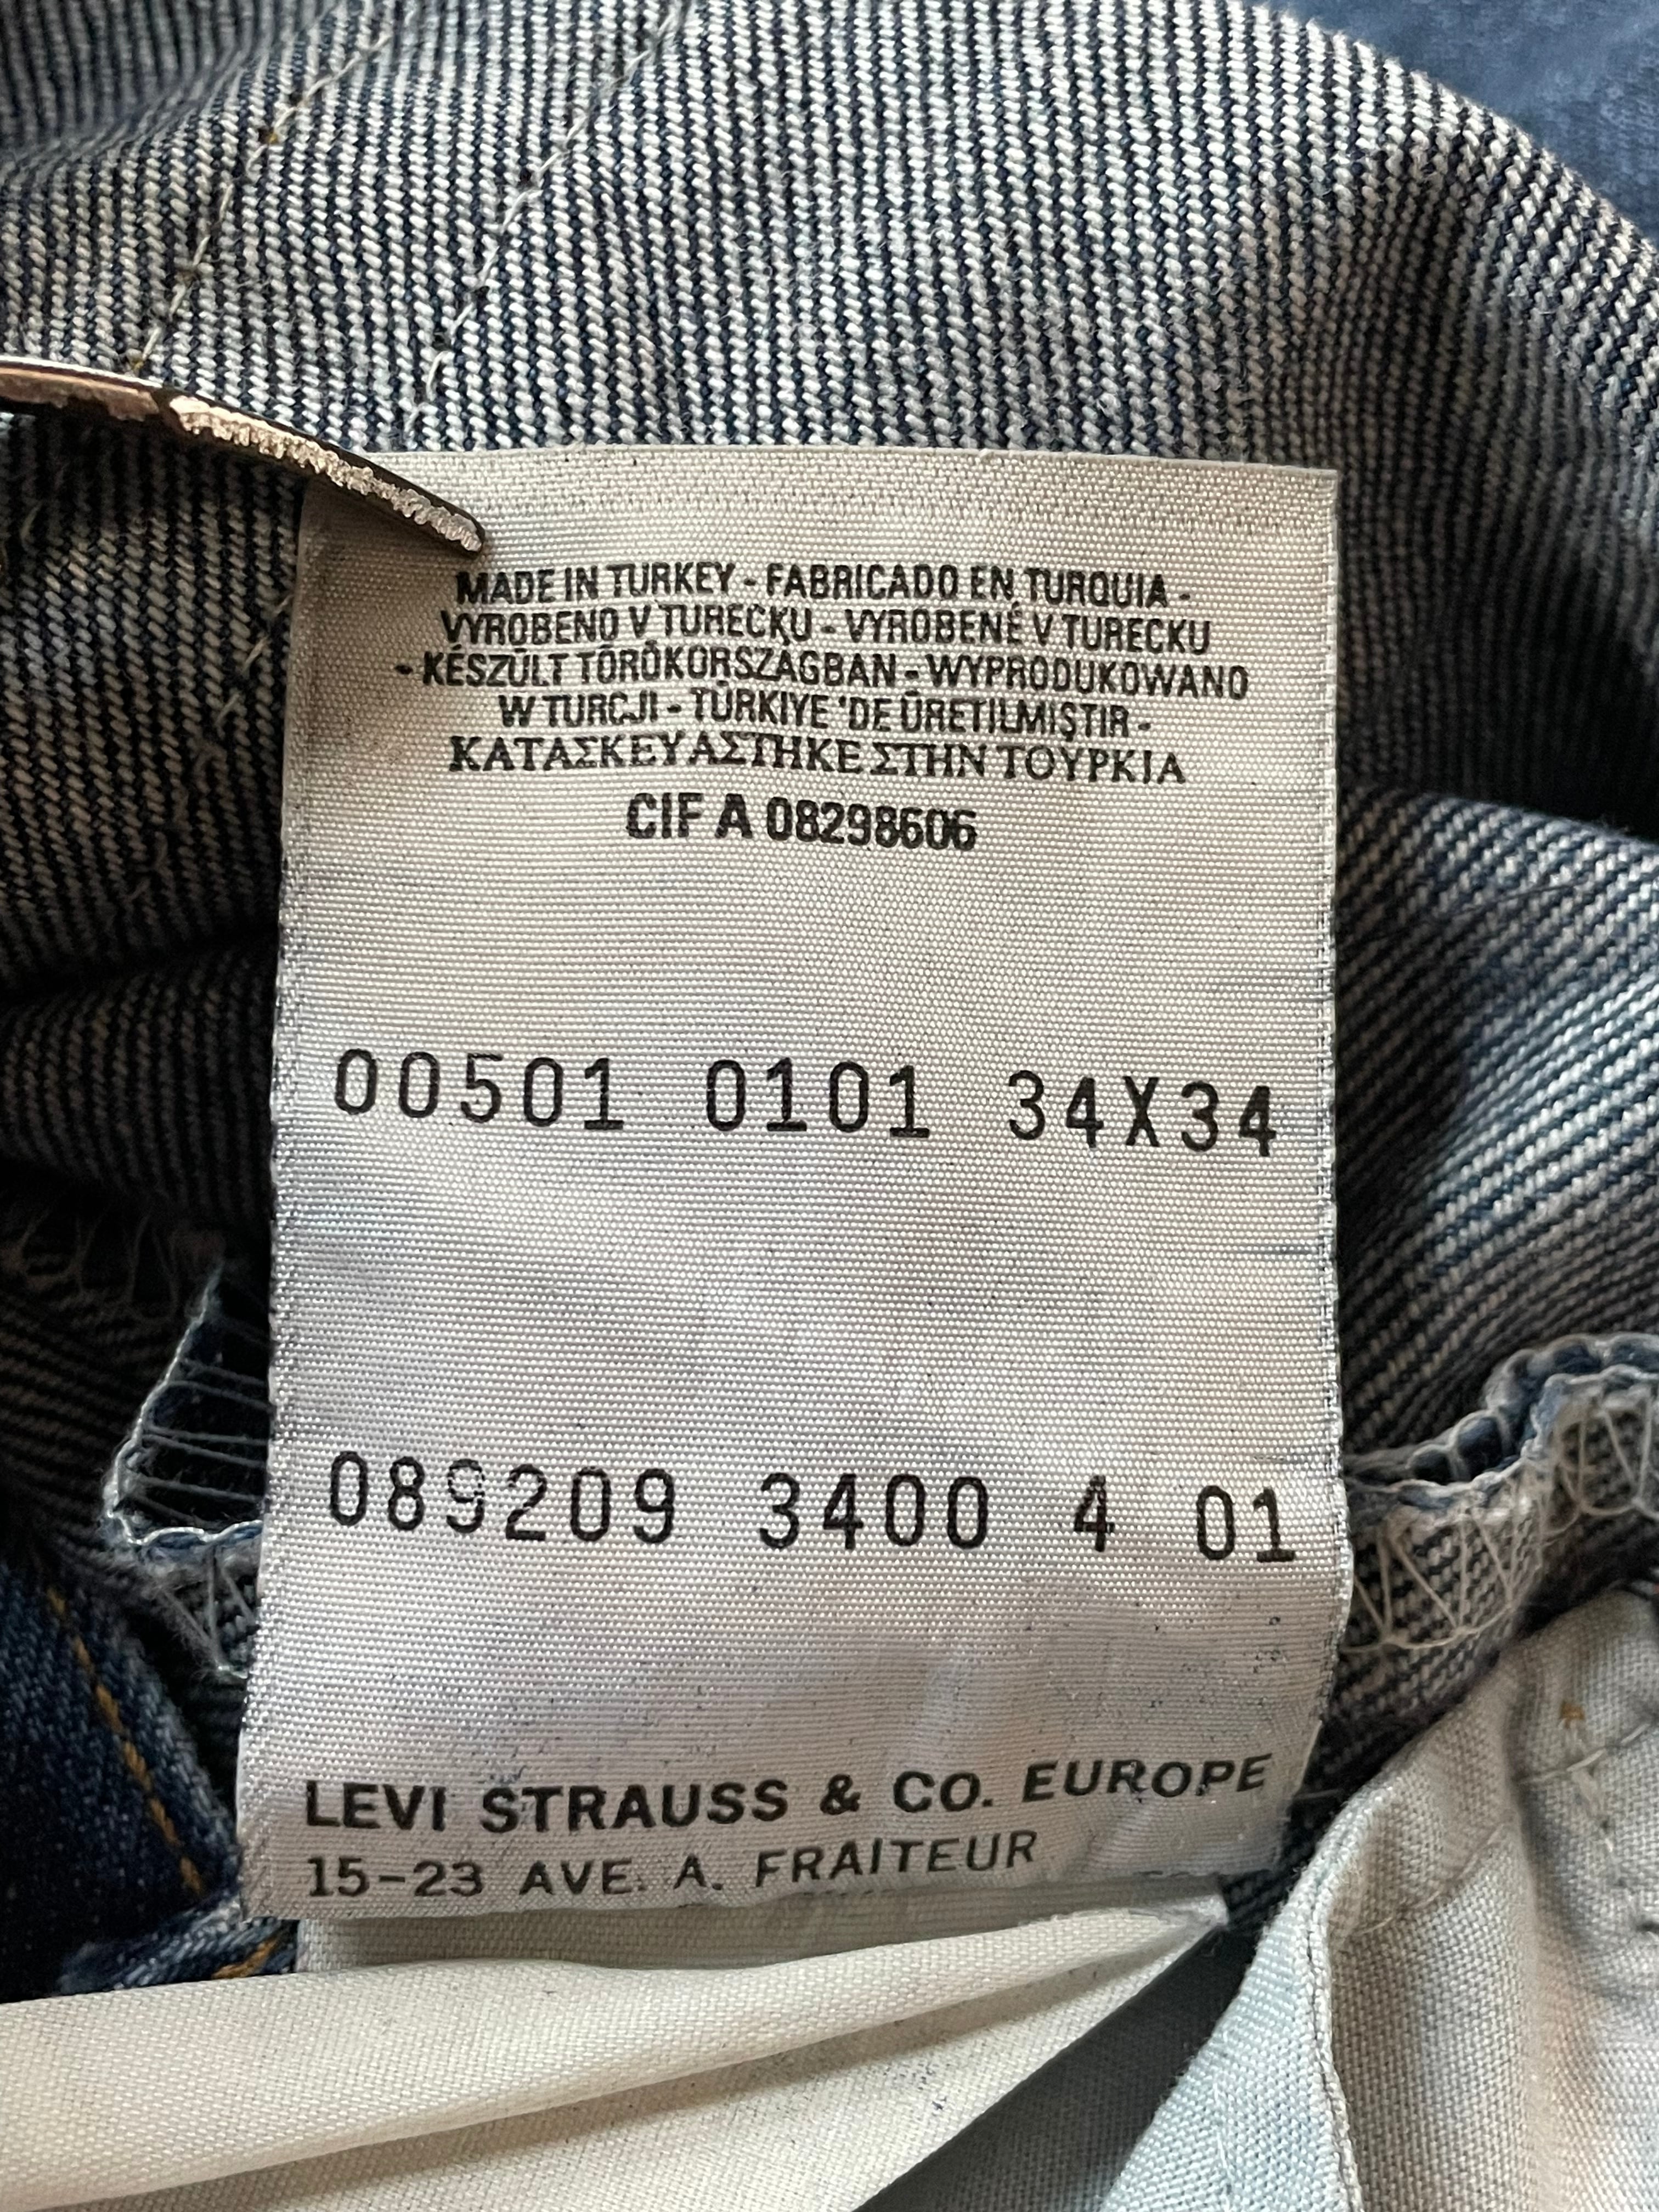 MADE IN TURKEY - FABRICADO EN TURQUIA -
VYROBENO V TURECKU - VYROBENÉ V TURECKU
- KÉSZÜLT TÖRÖKORSZÁGBAN - WYPRODUKOWANO
W TURCJI - TÜRKIYE 'DE ÜRETILMIŞTIR -
ΚΑΤΑΣΚΕΥΑΣΤΗΚΕ ΣΤΗΝ ΤΟΥΡΚΙΑ
CIF A 08298606
00501 0101 34X34
089209 3400 4 01
LEVI STRAUSS & CO. EUROPE
15-23 AVE. A. FRAITEUR